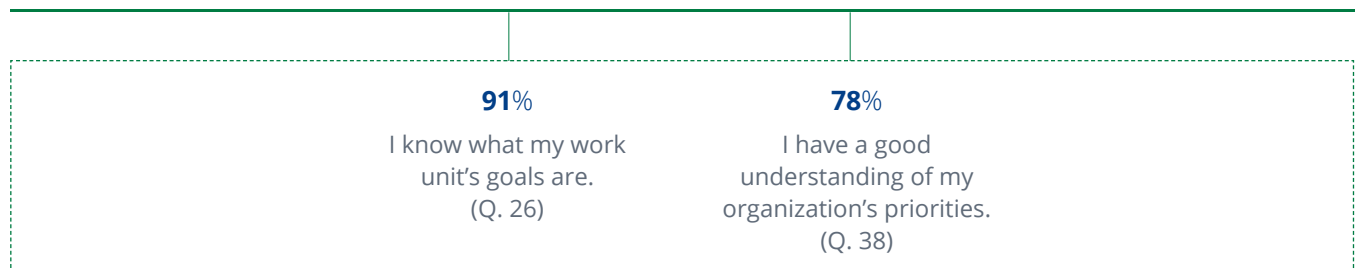 91%
I know what my work
unit’s goals are.
(Q. 26)
78%
I have a good
understanding of my
organization’s priorities.
(Q. 38)